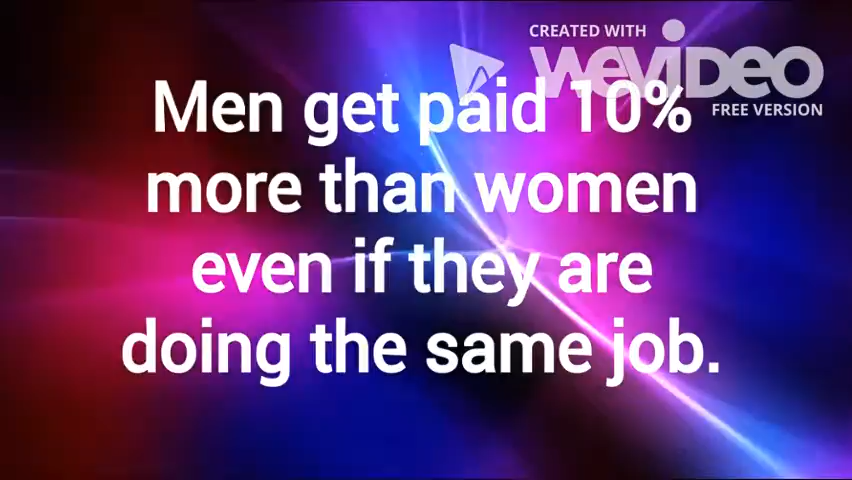 CREATED WITH
WEVIDEO
FREE VERSION
Men get paid 10%
more than women
even if they are
doing the same job.